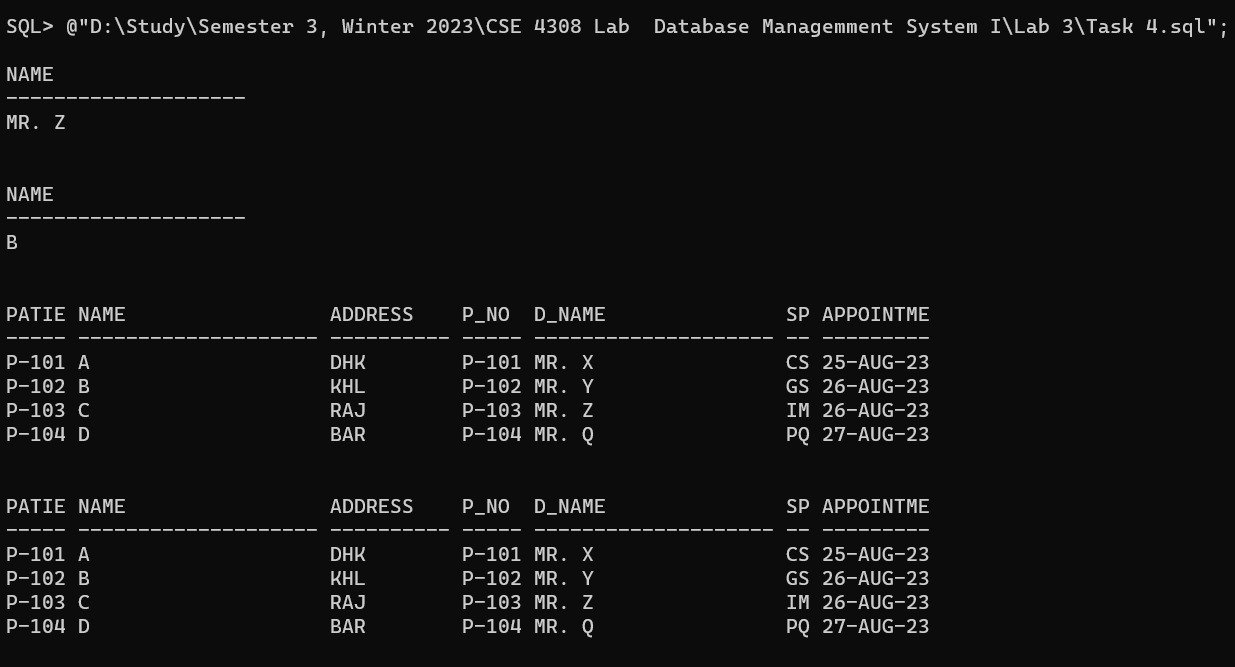 SQL> @"D:\Study\Semester 3, Winter 2023\CSE 4308 Lab  Database Managemment System I\Lab 3\Task 4.sql";
NAME
--------------------
MR. Z
NAME
--------------------
B
PATIE NAME                 ADDRESS    P_NO  D_NAME               SP APPOINTME
----- -------------------- ---------- ----- -------------------- -- ---------
P-101 A                    DHK        P-101 MR. X                CS 25-AUG-23
P-102 B                    KHL        P-102 MR. Y                GS 26-AUG-23
P-103 C                    RAJ        P-103 MR. Z                IM 26-AUG-23
P-104 D                    BAR        P-104 MR. Q                PQ 27-AUG-23
PATIE NAME                 ADDRESS    P_NO  D_NAME               SP APPOINTME
----- -------------------- ---------- ----- -------------------- -- ---------
P-101 A                    DHK        P-101 MR. X                CS 25-AUG-23
P-102 B                    KHL        P-102 MR. Y                GS 26-AUG-23
P-103 C                    RAJ        P-103 MR. Z                IM 26-AUG-23
P-104 D                    BAR        P-104 MR. Q                PQ 27-AUG-23